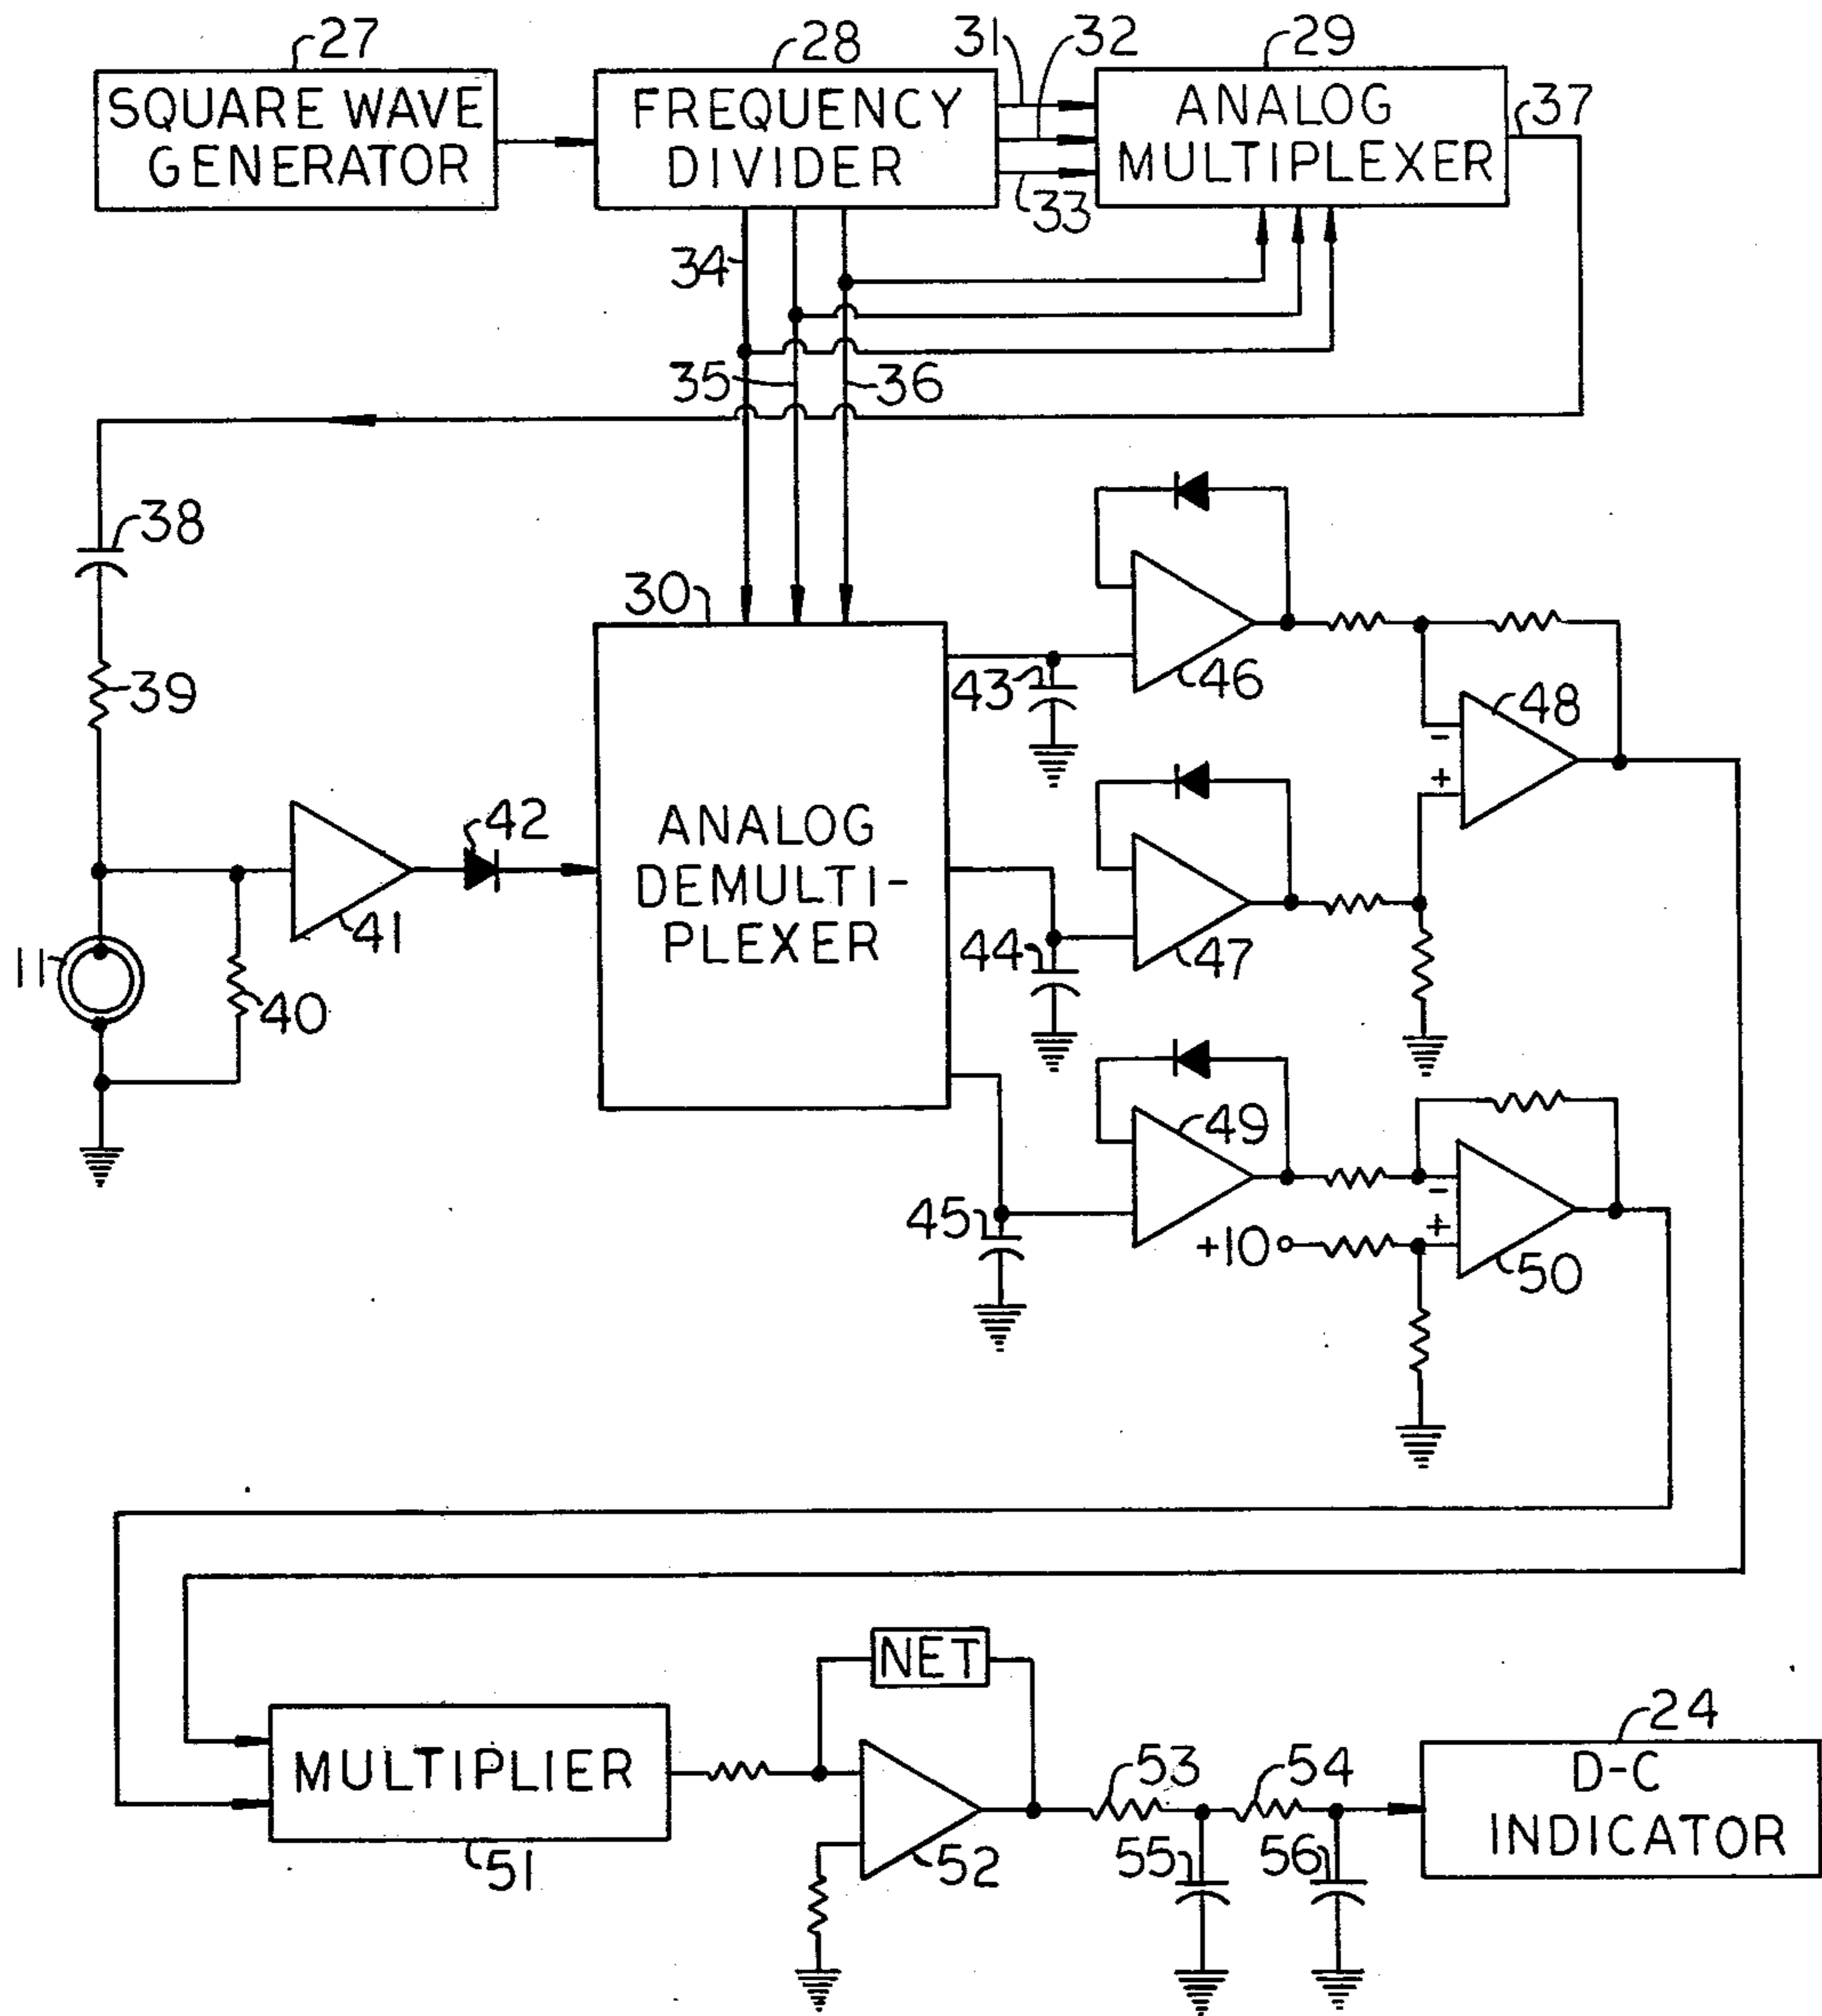 27
28
31
32
29
SQUARE WAVE
GENERATOR
FREQUENCY
DIVIDER
ANALOG
MULTIPLEXER
37
33
34
35
36
38
30
39
43
46
48
-
+
42
ANALOG
DEMULTI-
PLEXER
41
44
47
11
40
49
45
-
+
+10
50
NET
24
MULTIPLIER
53
54
D-C
INDICATOR
51
52
55
56